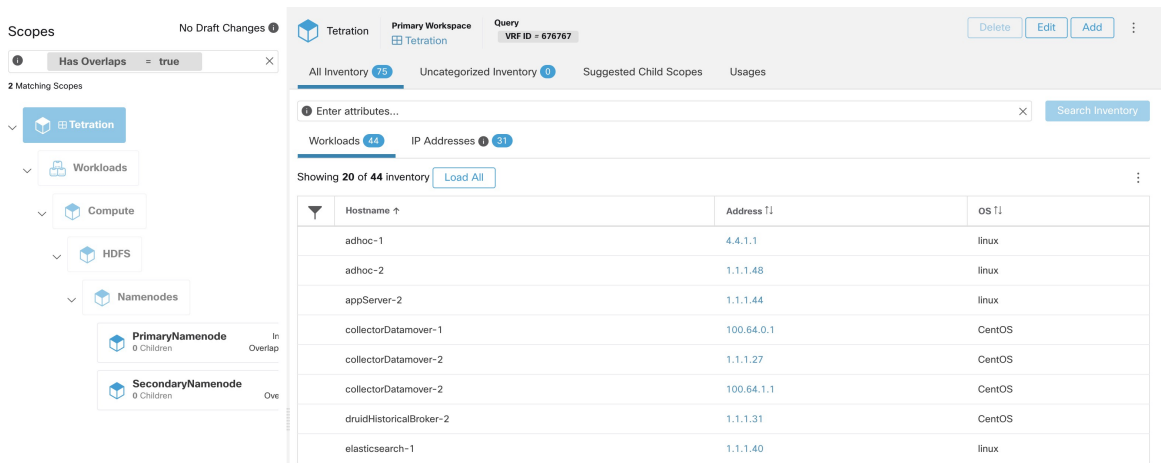 Scopes
No Draft Changes
Has Overlaps = true
2 Matching Scopes
Tetration
Workloads
Compute
HDFS
Namenodes
PrimaryNamenode In
0 Children Overlap
SecondaryNamenode
0 Children Ove
Tetration
Primary Workspace
Tetration
Query
VRF ID = 676767
Delete Edit Add
All Inventory 75 Uncategorized Inventory 0 Suggested Child Scopes Usages
Enter attributes...
Search Inventory
Workloads 44 IP Addresses 31
Showing 20 of 44 inventory Load All
Hostname ↑ Address ↑↓ OS ↑↓
adhoc-1 4.4.1.1 linux
adhoc-2 1.1.1.48 linux
appServer-2 1.1.1.44 linux
collectorDatamover-1 100.64.0.1 CentOS
collectorDatamover-2 1.1.1.27 CentOS
collectorDatamover-2 100.64.1.1 CentOS
druidHistoricalBroker-2 1.1.1.31 CentOS
elasticsearch-1 1.1.1.40 linux